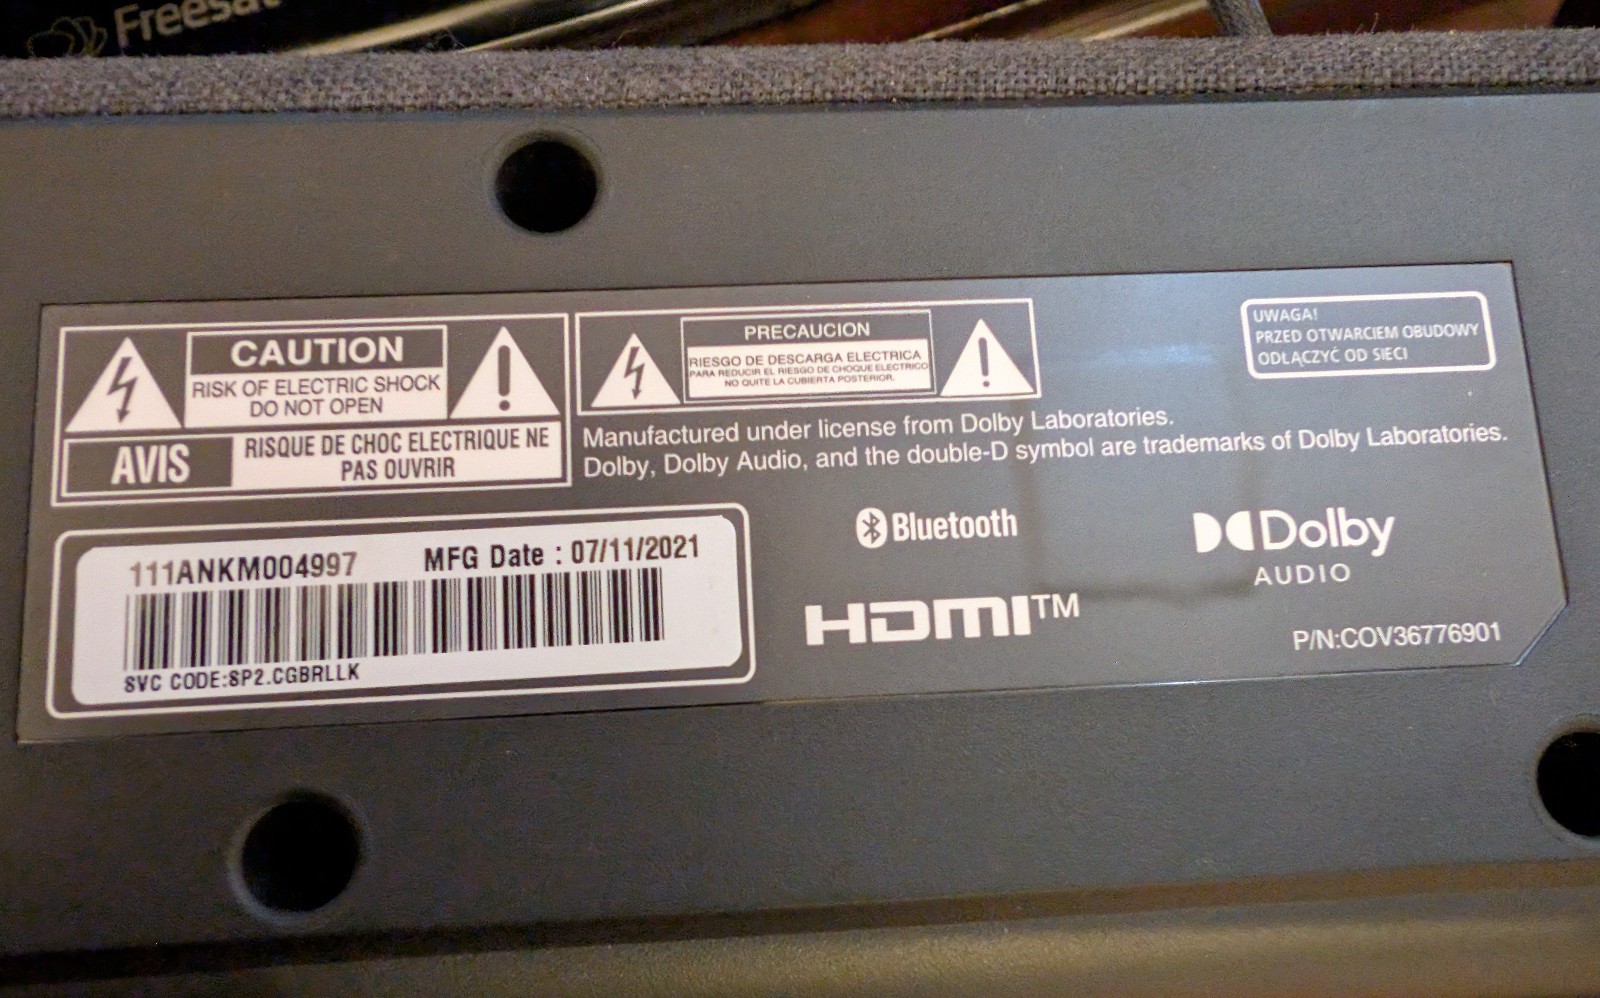 Freesat
CAUTION
RISK OF ELECTRIC SHOCK
DO NOT OPEN
AVIS
RISQUE DE CHOC ELECTRIQUE NE
PAS OUVRIR
PRECAUCION
RIESGO DE DESCARGA ELECTRICA
PARA REDUCIR EL RIESGO DE CHOQUE ELECTRICO
NO QUITE LA CUBIERTA POSTERIOR.
UWAGA!
PRZED OTWARCIEM OBUDOWY
ODŁĄCZYĆ OD SIECI
Manufactured under license from Dolby Laboratories.
Dolby, Dolby Audio, and the double-D symbol are trademarks of Dolby Laboratories.
111ANKM004997 MFG Date : 07/11/2021
SVC CODE:SP2.CGBRLLK
Bluetooth
HDMI™
Dolby
AUDIO
P/N:COV36776901